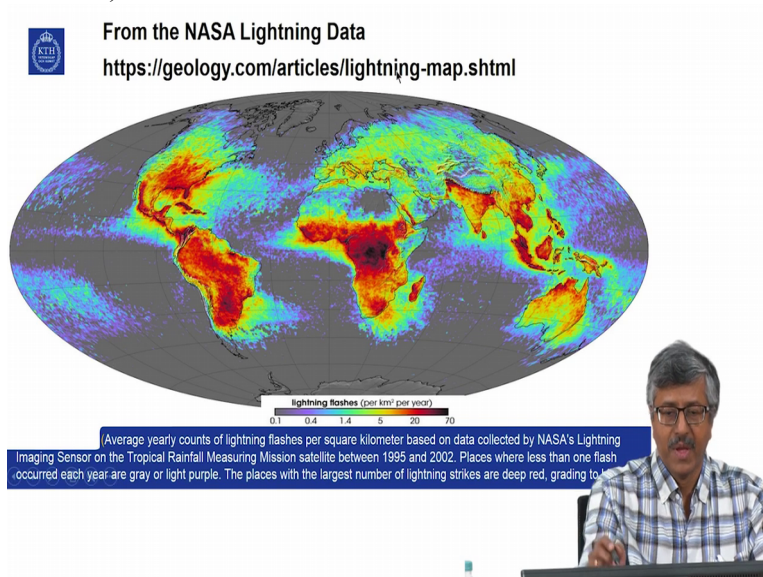 From the NASA Lightning Data
KTH
https://geology.com/articles/lightning-map.shtml
lightning flashes (per km² per year)
0.1 0.4 1.4 5 20 70
(Average yearly counts of lightning flashes per square kilometer based on data collected by NASA's Lightning
Imaging Sensor on the Tropical Rainfall Measuring Mission satellite between 1995 and 2002. Places where less than one flash
occurred each year are gray or light purple. The places with the largest number of lightning strikes are deep red, grading to